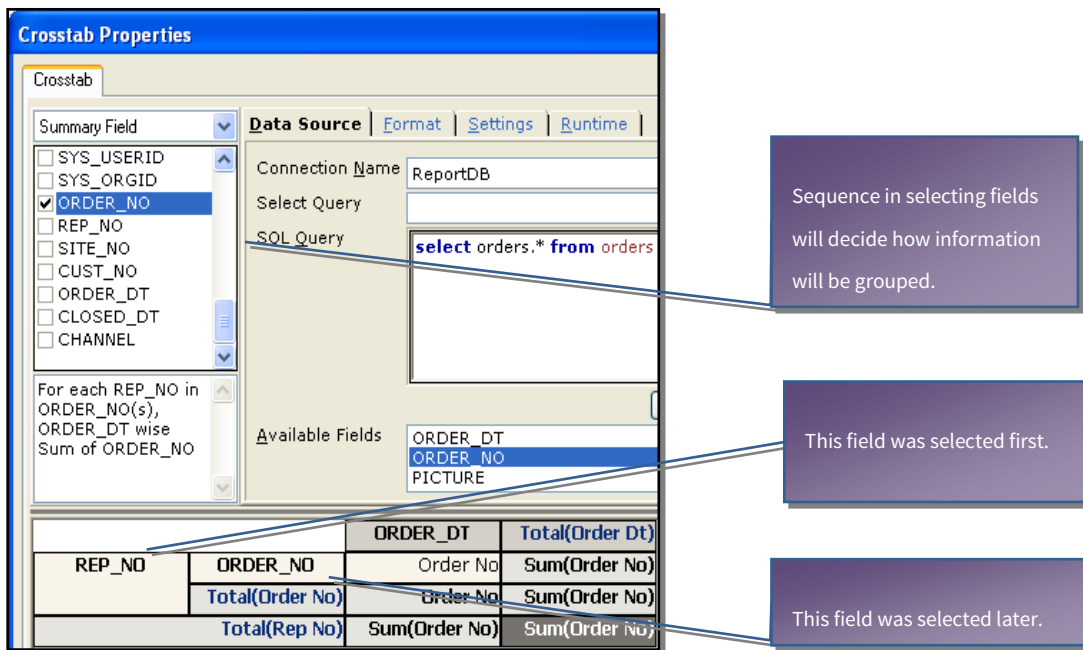 Crosstab Properties
Crosstab
Summary Field
SYS_USERID
SYS_ORGID
ORDER_NO
REP_NO
SITE_NO
CUST_NO
ORDER_DT
CLOSED_DT
CHANNEL
For each REP_NO in
ORDER_NO(s),
ORDER_DT wise
Sum of ORDER_NO
Data Source Format Settings Runtime
Connection Name ReportDB
Select Query
SQL Query
select orders.* from orders
Available Fields
ORDER_DT
ORDER_NO
PICTURE
ORDER_DT Total(Order Dt)
REP_NO ORDER_NO Order No Sum(Order No)
Total(Order No) Order No Sum(Order No)
Total(Rep No) Sum(Order No) Sum(Order No)
Sequence in selecting fields
will decide how information
will be grouped.
This field was selected first.
This field was selected later.